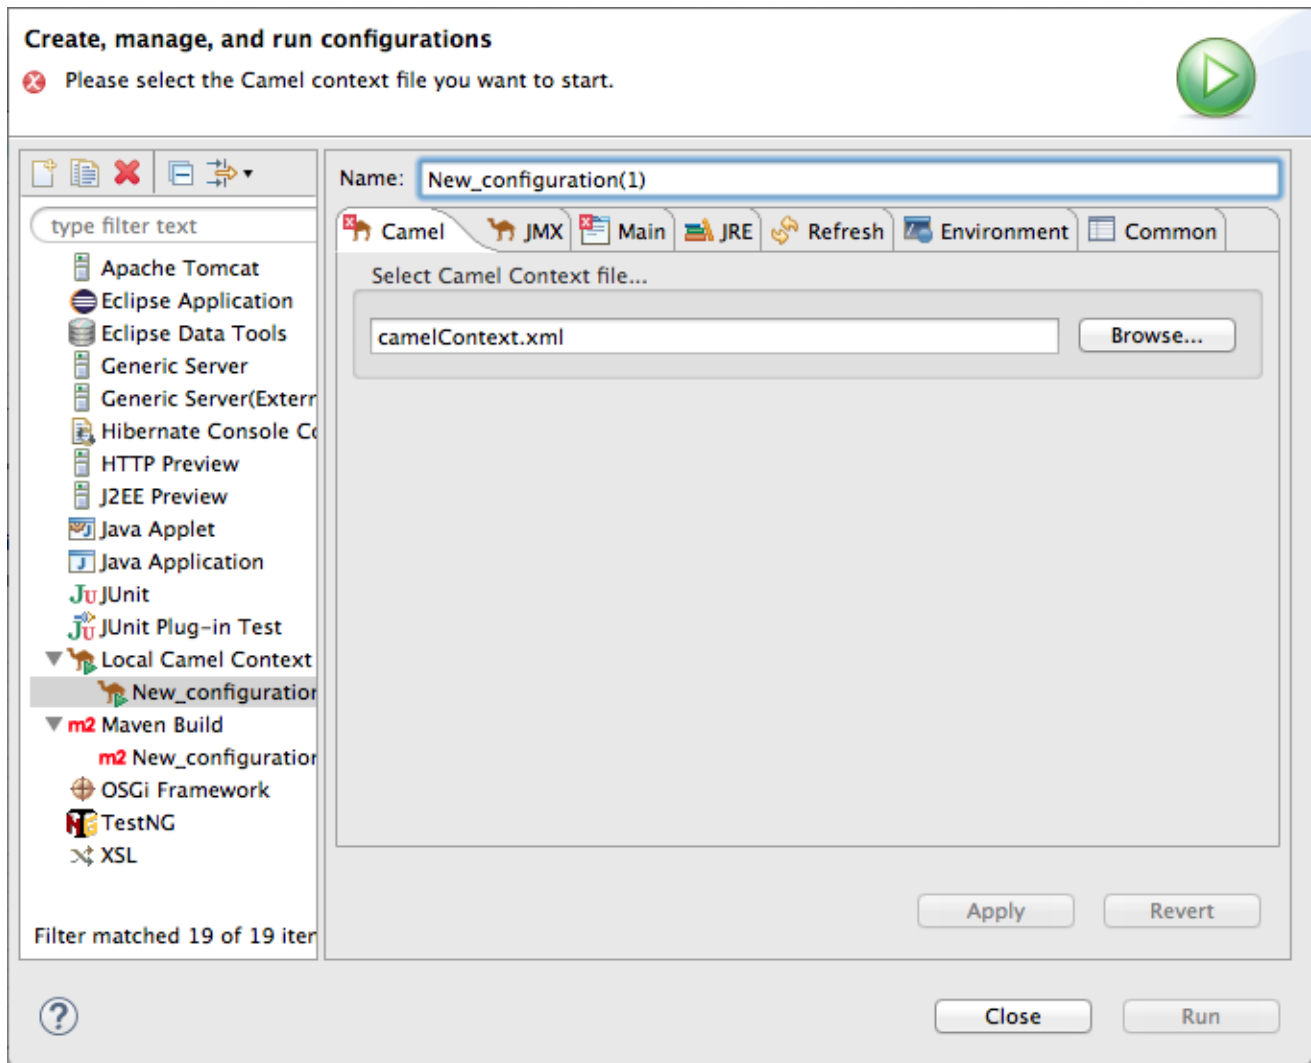 Create, manage, and run configurations
Please select the Camel context file you want to start.
type filter text
Apache Tomcat
Eclipse Application
Eclipse Data Tools
Generic Server
Generic Server(Extern
Hibernate Console Co
HTTP Preview
J2EE Preview
Java Applet
Java Application
JUnit
JUnit Plug-in Test
Local Camel Context
New_configuration
m2 Maven Build
m2 New_configuration
OSGi Framework
TestNG
XSL
Filter matched 19 of 19 iter
Name: New_configuration(1)
Camel JMX Main JRE Refresh Environment Common
Select Camel Context file...
camelContext.xml Browse...
Apply Revert
Close Run